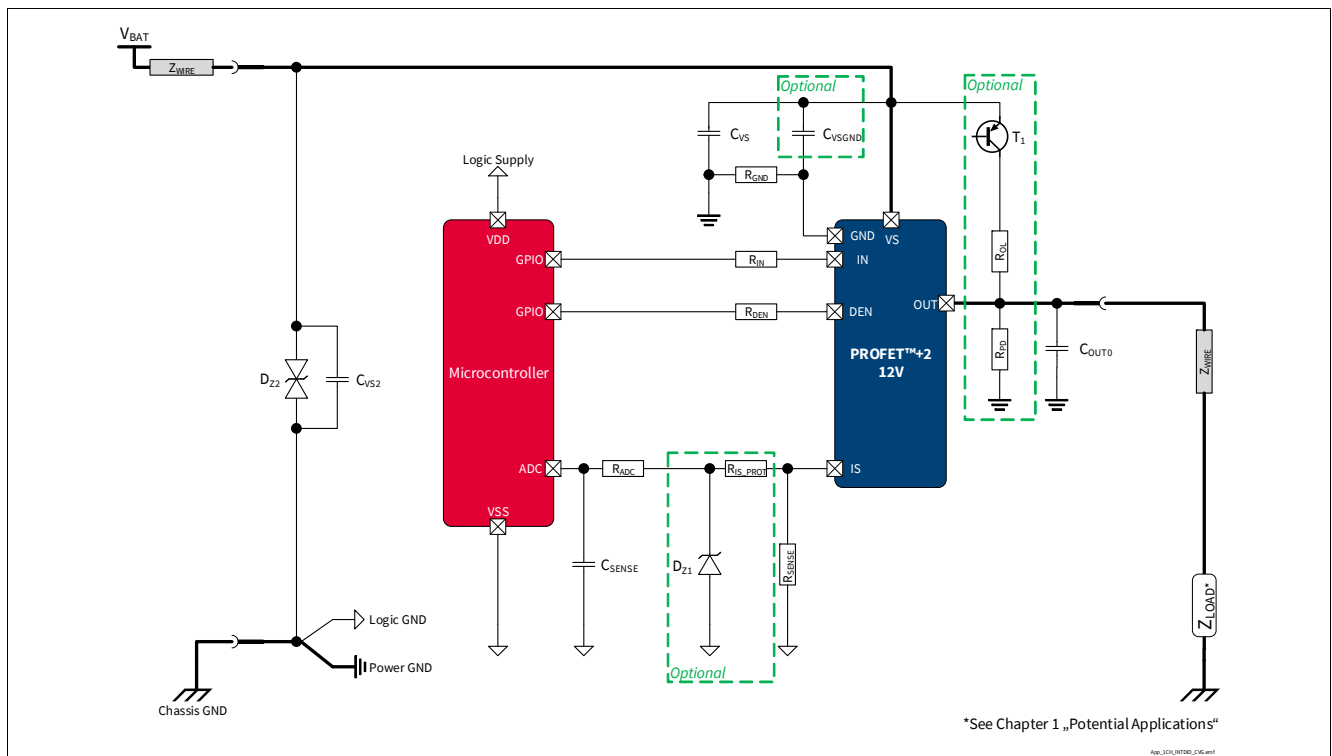 VBAT
ZWIRE
Optional
Optional
CVS
CVSGND
T1
Logic Supply
RGND
VDD
GND
VS
GPIO
RIN
IN
ROL
OUT
GPIO
RDEN
DEN
PROFET™+2
12V
RPD
COUT0
ZWIRE
Microcontroller
DZ2
CVS2
ADC
RADC
RIS_PROT
IS
VSS
CSENSE
DZ1
RSENSE
ZLOAD*
Logic GND
Power GND
Optional
Chassis GND
*See Chapter 1 „Potential Applications“
App_1CH_INTDIO_CVG.emf